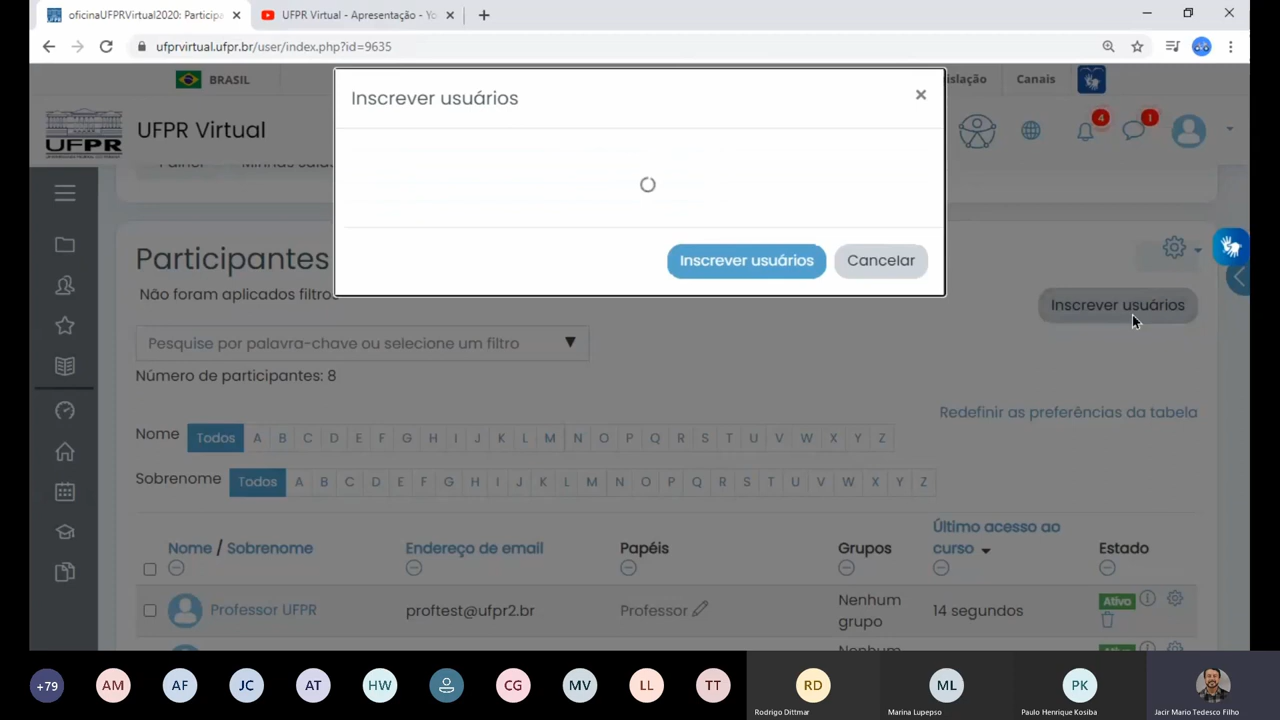 oficinaUFPRVirtual2020: Participa
UFPR Virtual - Apresentação - Yo
ufprvirtual.ufpr.br/user/index.php?id=9635
BRASIL
islação
Canais
UFPR
UFPR Virtual
4
1
Inscrever usuários
Inscrever usuários
Cancelar
Participantes
Não foram aplicados filtro
Inscrever usuários
Pesquise por palavra-chave ou selecione um filtro
Número de participantes: 8
Redefinir as preferências da tabela
Nome Todos A B C D E F G H I J K L M N O P Q R S T U V W X Y Z
Sobrenome Todos A B C D E F G H I J K L M N O P Q R S T U V W X Y Z
Nome / Sobrenome
Endereço de email
Papéis
Grupos
Último acesso ao
curso
Estado
Professor UFPR
proftest@ufpr2.br
Professor
Nenhum
grupo
14 segundos
Ativo
+79
AM
AF
JC
AT
HW
CG
MV
LL
TT
RD
ML
PK
Rodrigo Dittmar
Marina Lupepso
Paulo Henrique Kosiba
Jacir Mario Tedesco Filho